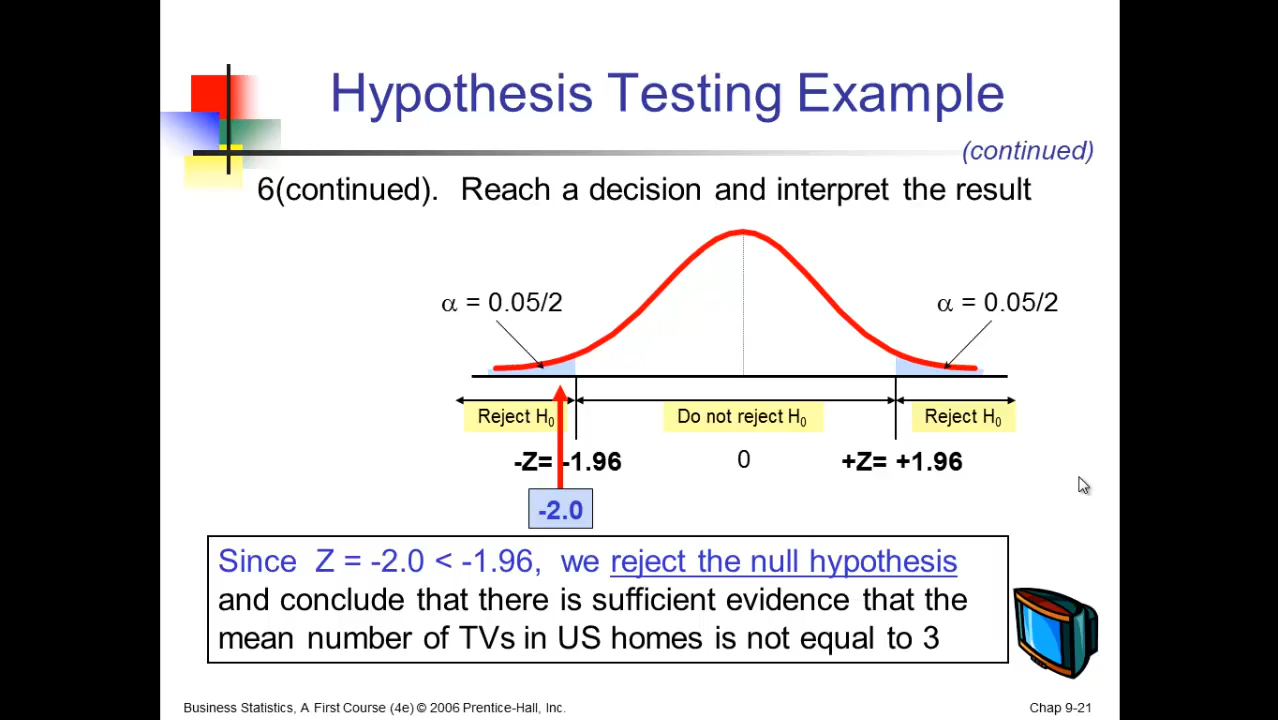 Hypothesis Testing Example
(continued)
6(continued).  Reach a decision and interpret the result
α = 0.05/2
α = 0.05/2
Reject H₀
Do not reject H₀
Reject H₀
-Z= -1.96
0
+Z= +1.96
-2.0
Since  Z = -2.0 < -1.96,  we reject the null hypothesis
and conclude that there is sufficient evidence that the
mean number of TVs in US homes is not equal to 3
Business Statistics, A First Course (4e) © 2006 Prentice-Hall, Inc.
Chap 9-21